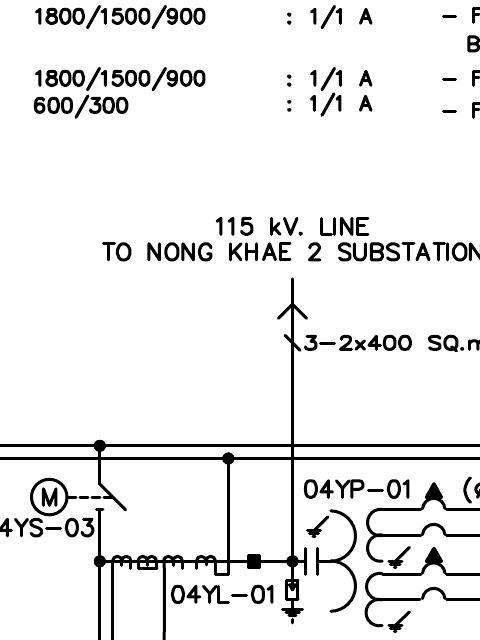 1800/1500/900 : 1/1 A – F
B
1800/1500/900 : 1/1 A – F
600/300 : 1/1 A – F
115 kV. LINE
TO NONG KHAE 2 SUBSTATION
3–2x400 SQ.m
04YP–01 (ø
M
4YS–03
04YL–01